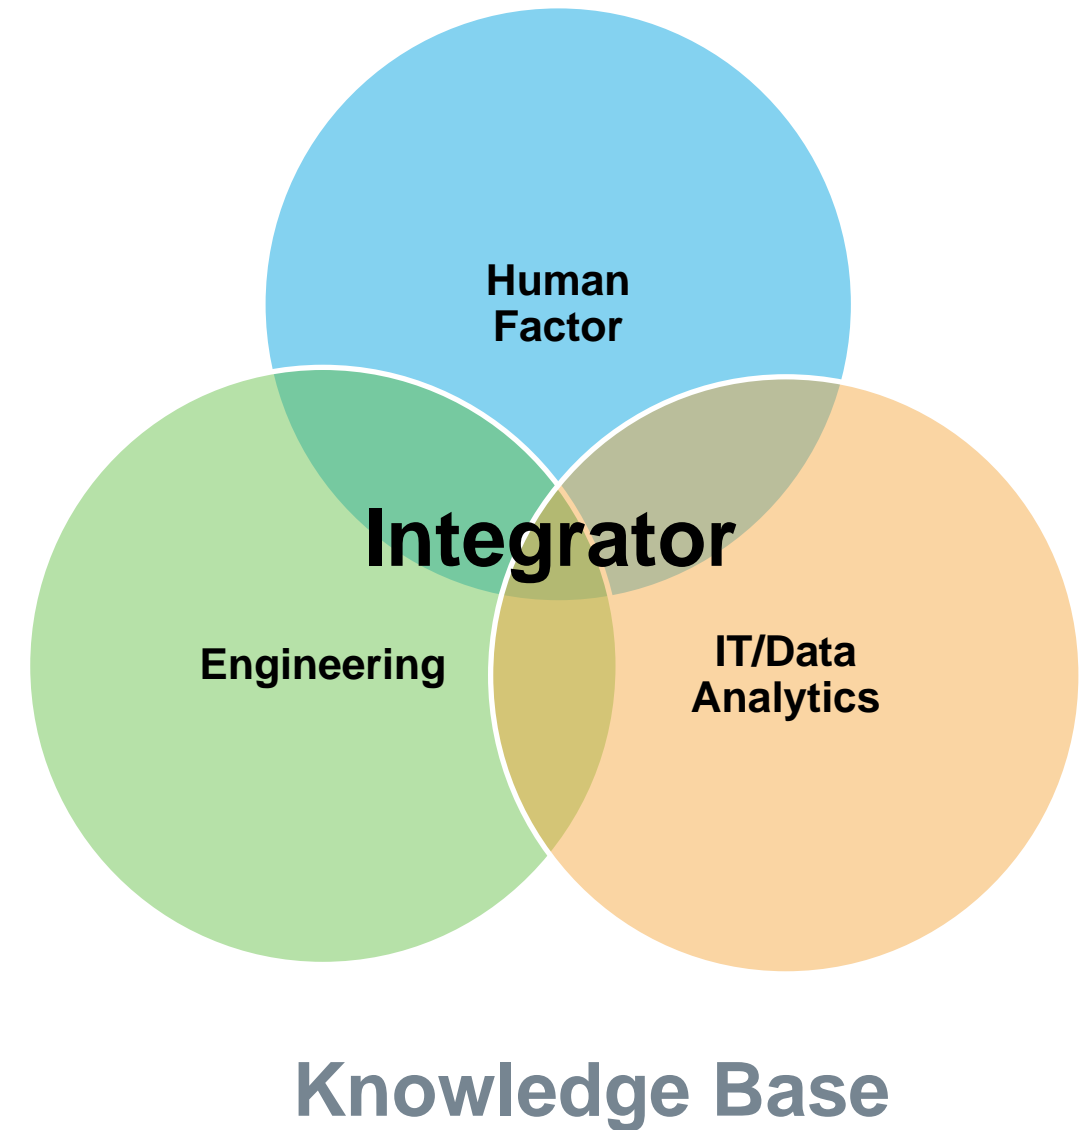 Human
Factor
Integrator
Engineering
IT/Data
Analytics
Knowledge Base